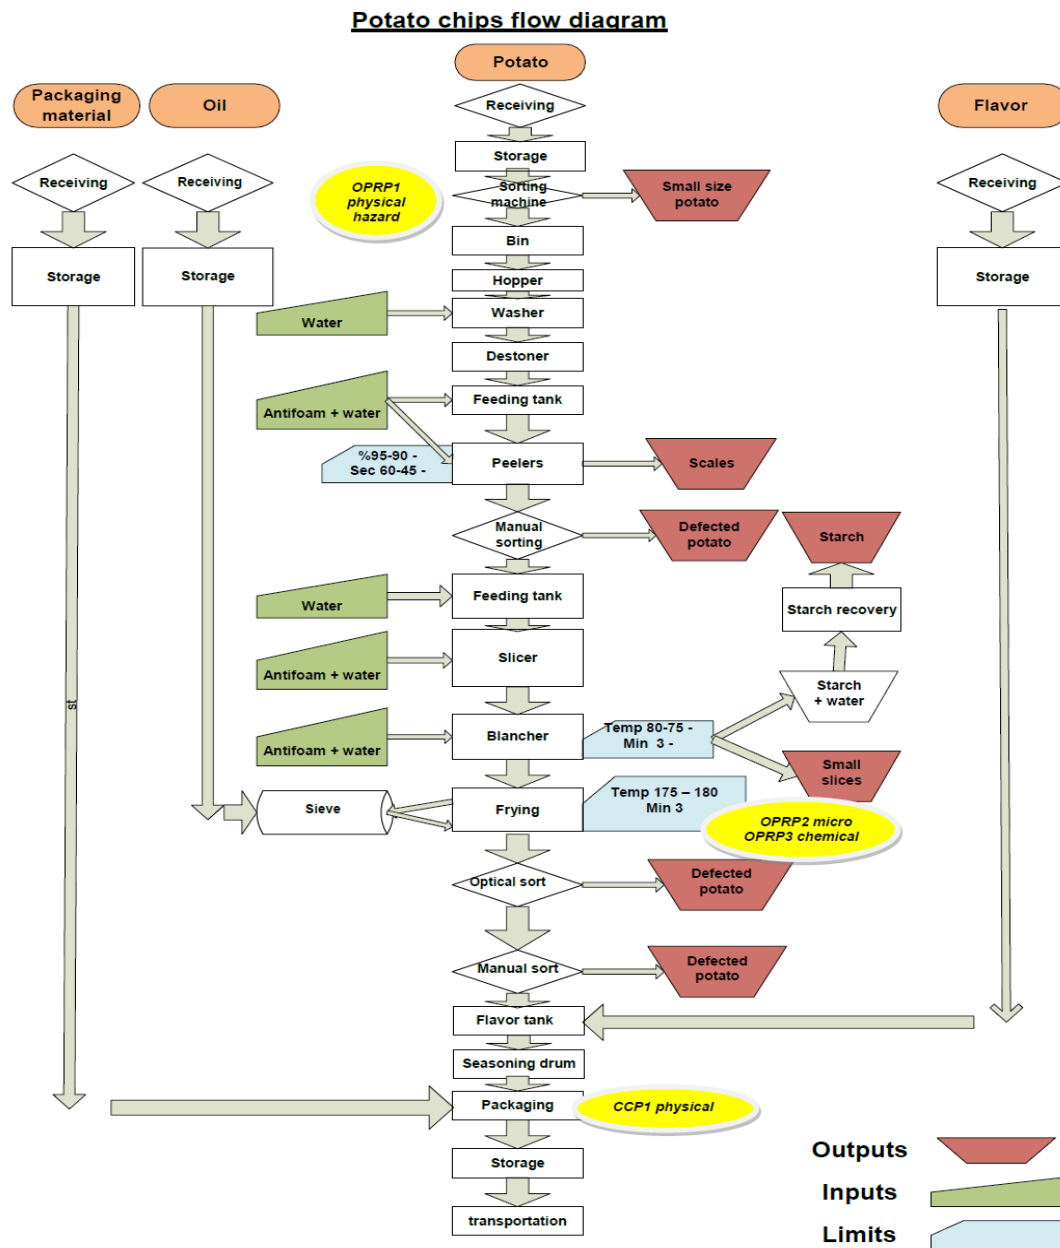 Potato chips flow diagram
Potato
Packaging
material
Oil
Flavor
Receiving
Receiving
Receiving
Receiving
Storage
OPRP1
physical
hazard
Sorting
machine
Small size
potato
Bin
Storage
Storage
Storage
Hopper
Water
Washer
Destoner
Antifoam + water
Feeding tank
%95-90 -
Sec 60-45 -
Peelers
Scales
Manual
sorting
Defected
potato
Starch
Water
Feeding tank
Starch recovery
Antifoam + water
Slicer
Starch
+ water
st
Antifoam + water
Blancher
Temp 80-75 -
Min 3 -
Small
slices
Sieve
Frying
Temp 175 – 180
Min 3
OPRP2 micro
OPRP3 chemical
Optical sort
Defected
potato
Manual sort
Defected
potato
Flavor tank
Seasoning drum
Packaging
CCP1 physical
Storage
transportation
Outputs
Inputs
Limits